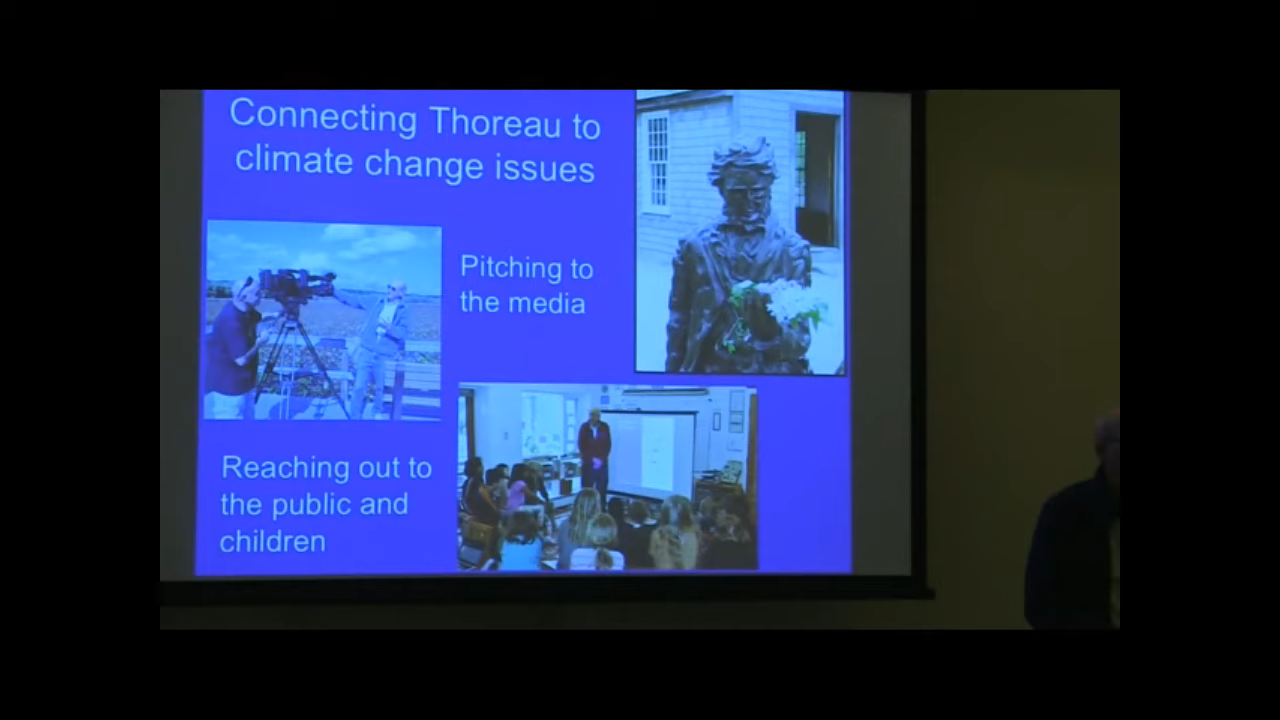 Connecting Thoreau to
climate change issues
Pitching to
the media
Reaching out to
the public and
children